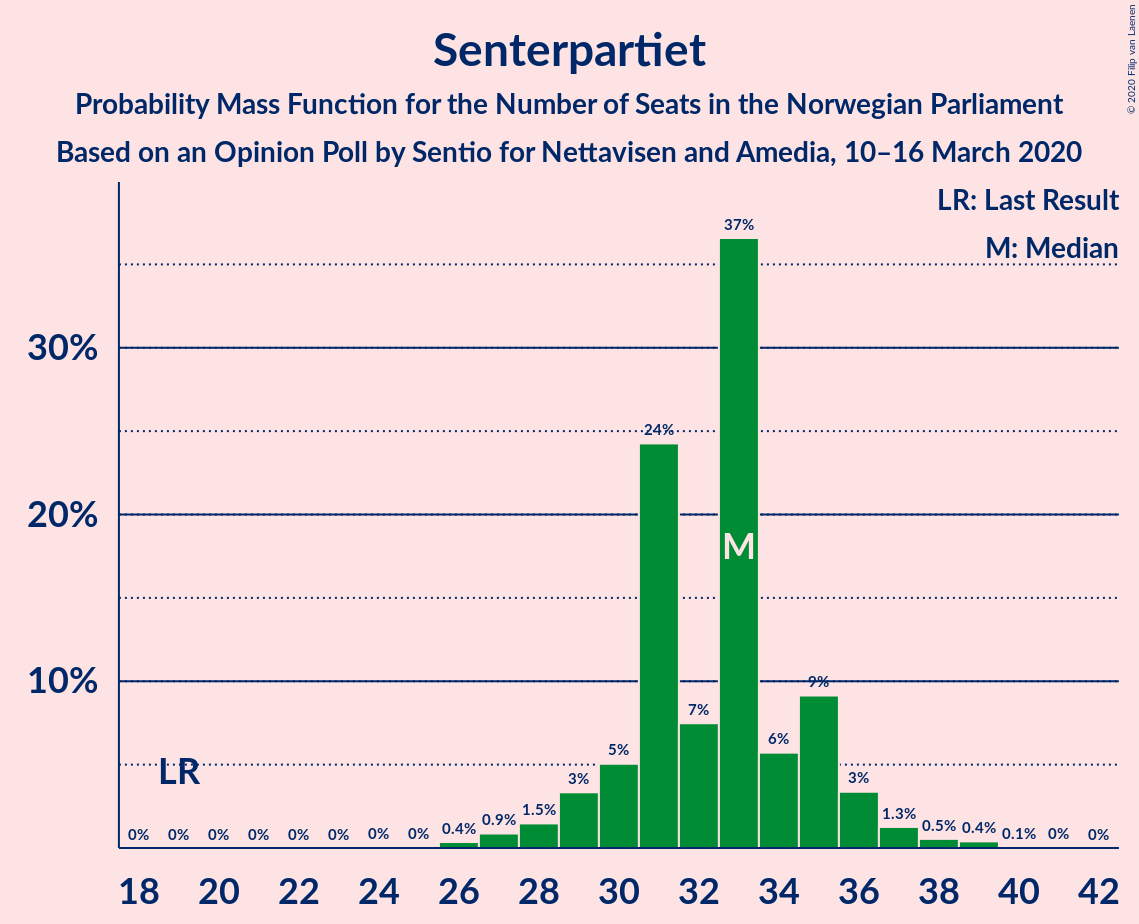 Senterpartiet
Probability Mass Function for the Number of Seats in the Norwegian Parliament
Based on an Opinion Poll by Sentio for Nettavisen and Amedia, 10–16 March 2020
© 2020 Filip van Laenen
LR: Last Result
M: Median
37%
30%
24%
20%
M
10%
9%
7%
6%
LR
5%
3%
3%
0% 0% 0% 0% 0% 0% 0% 0% 0.4% 0.9% 1.5% 1.3% 0.5% 0.4% 0.1% 0% 0%
18 20 22 24 26 28 30 32 34 36 38 40 42